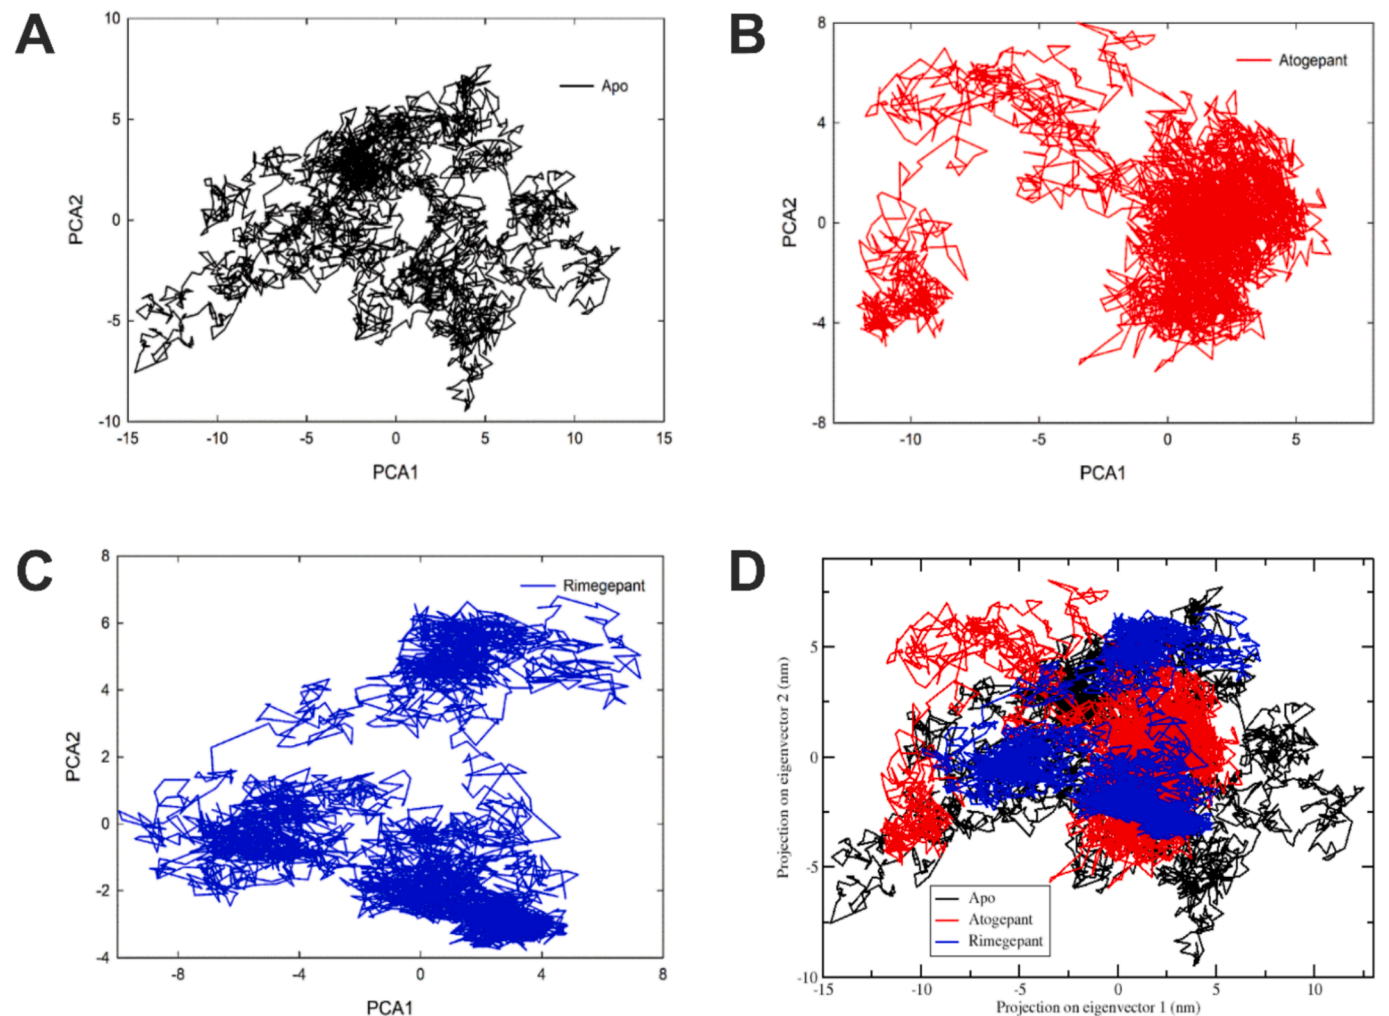 A
10
5
0
-5
-10
Apo
PCA2
-15 -10 -5 0 5 10 15
PCA1
B
8
4
0
-4
-8
Atogepant
PCA2
-10 -5 0 5
PCA1
C
8
6
4
2
0
-2
-4
Rimegepant
PCA2
-8 -4 0 4 8
PCA1
D
5
0
-5
-10
Projection on eigenvector 2 (nm)
Apo
Atogepant
Rimegepant
-15 -10 -5 0 5 10
Projection on eigenvector 1 (nm)